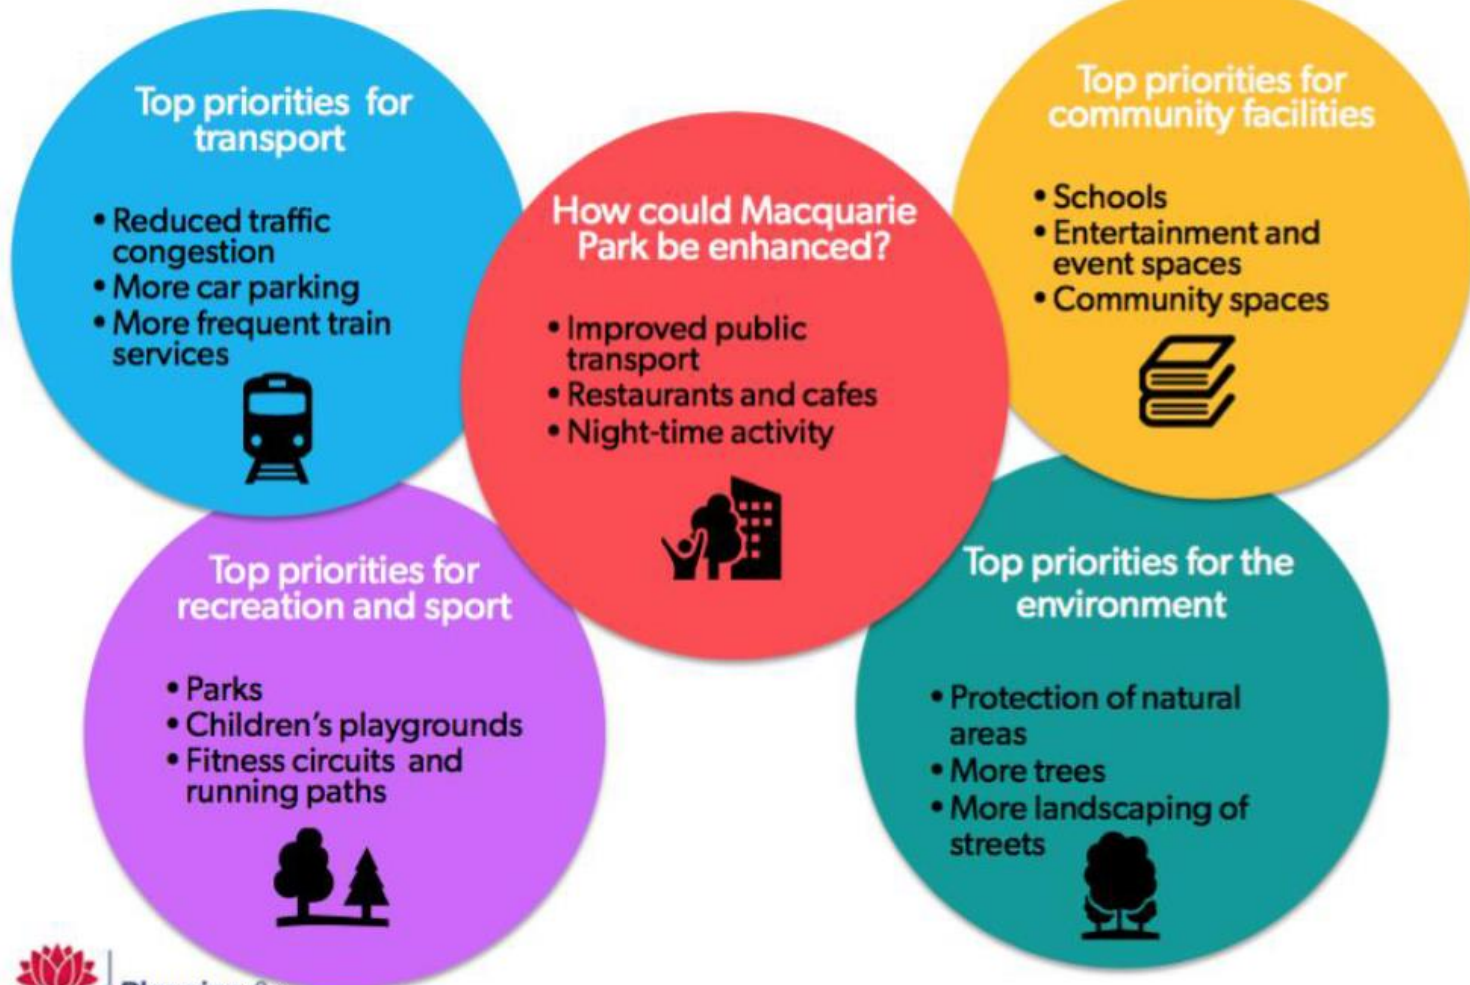 Top priorities for
transport
• Reduced traffic
congestion
• More car parking
• More frequent train
services
How could Macquarie
Park be enhanced?
• Improved public
transport
• Restaurants and cafes
• Night-time activity
Top priorities for
community facilities
• Schools
• Entertainment and
event spaces
• Community spaces
Top priorities for
recreation and sport
• Parks
• Children's playgrounds
• Fitness circuits and
running paths
Top priorities for the
environment
• Protection of natural
areas
• More trees
• More landscaping of
streets